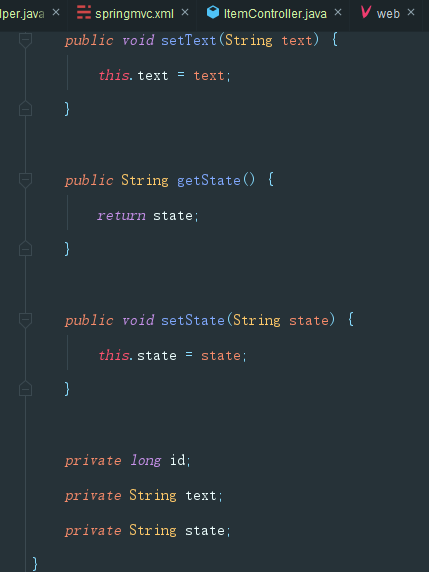 lper.java × springmvc.xml × ItemController.java × web ×
public void setText(String text) {
this.text = text;
}
public String getState() {
return state;
}
public void setState(String state) {
this.state = state;
}
private long id;
private String text;
private String state;
}